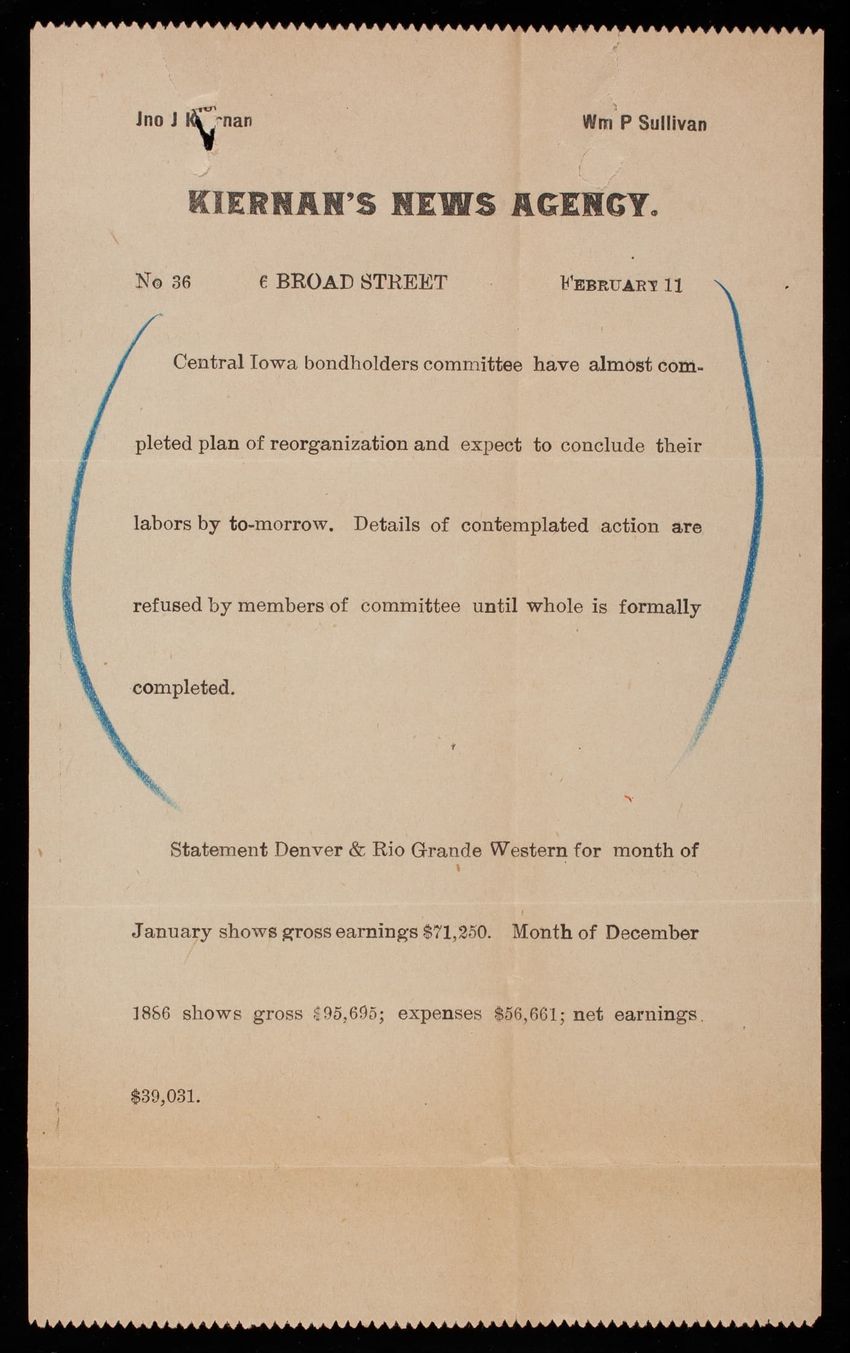 Jno J Kiernan Wm P Sullivan
KIERNAN'S NEWS AGENCY.
No 36 6 BROAD STREET FEBRUARY 11
Central Iowa bondholders committee have almost com-
pleted plan of reorganization and expect to conclude their
labors by to-morrow. Details of contemplated action are
refused by members of committee until whole is formally
completed.
Statement Denver & Rio Grande Western for month of
January shows gross earnings $71,250. Month of December
1886 shows gross $95,695; expenses $56,661; net earnings.
$39,031.